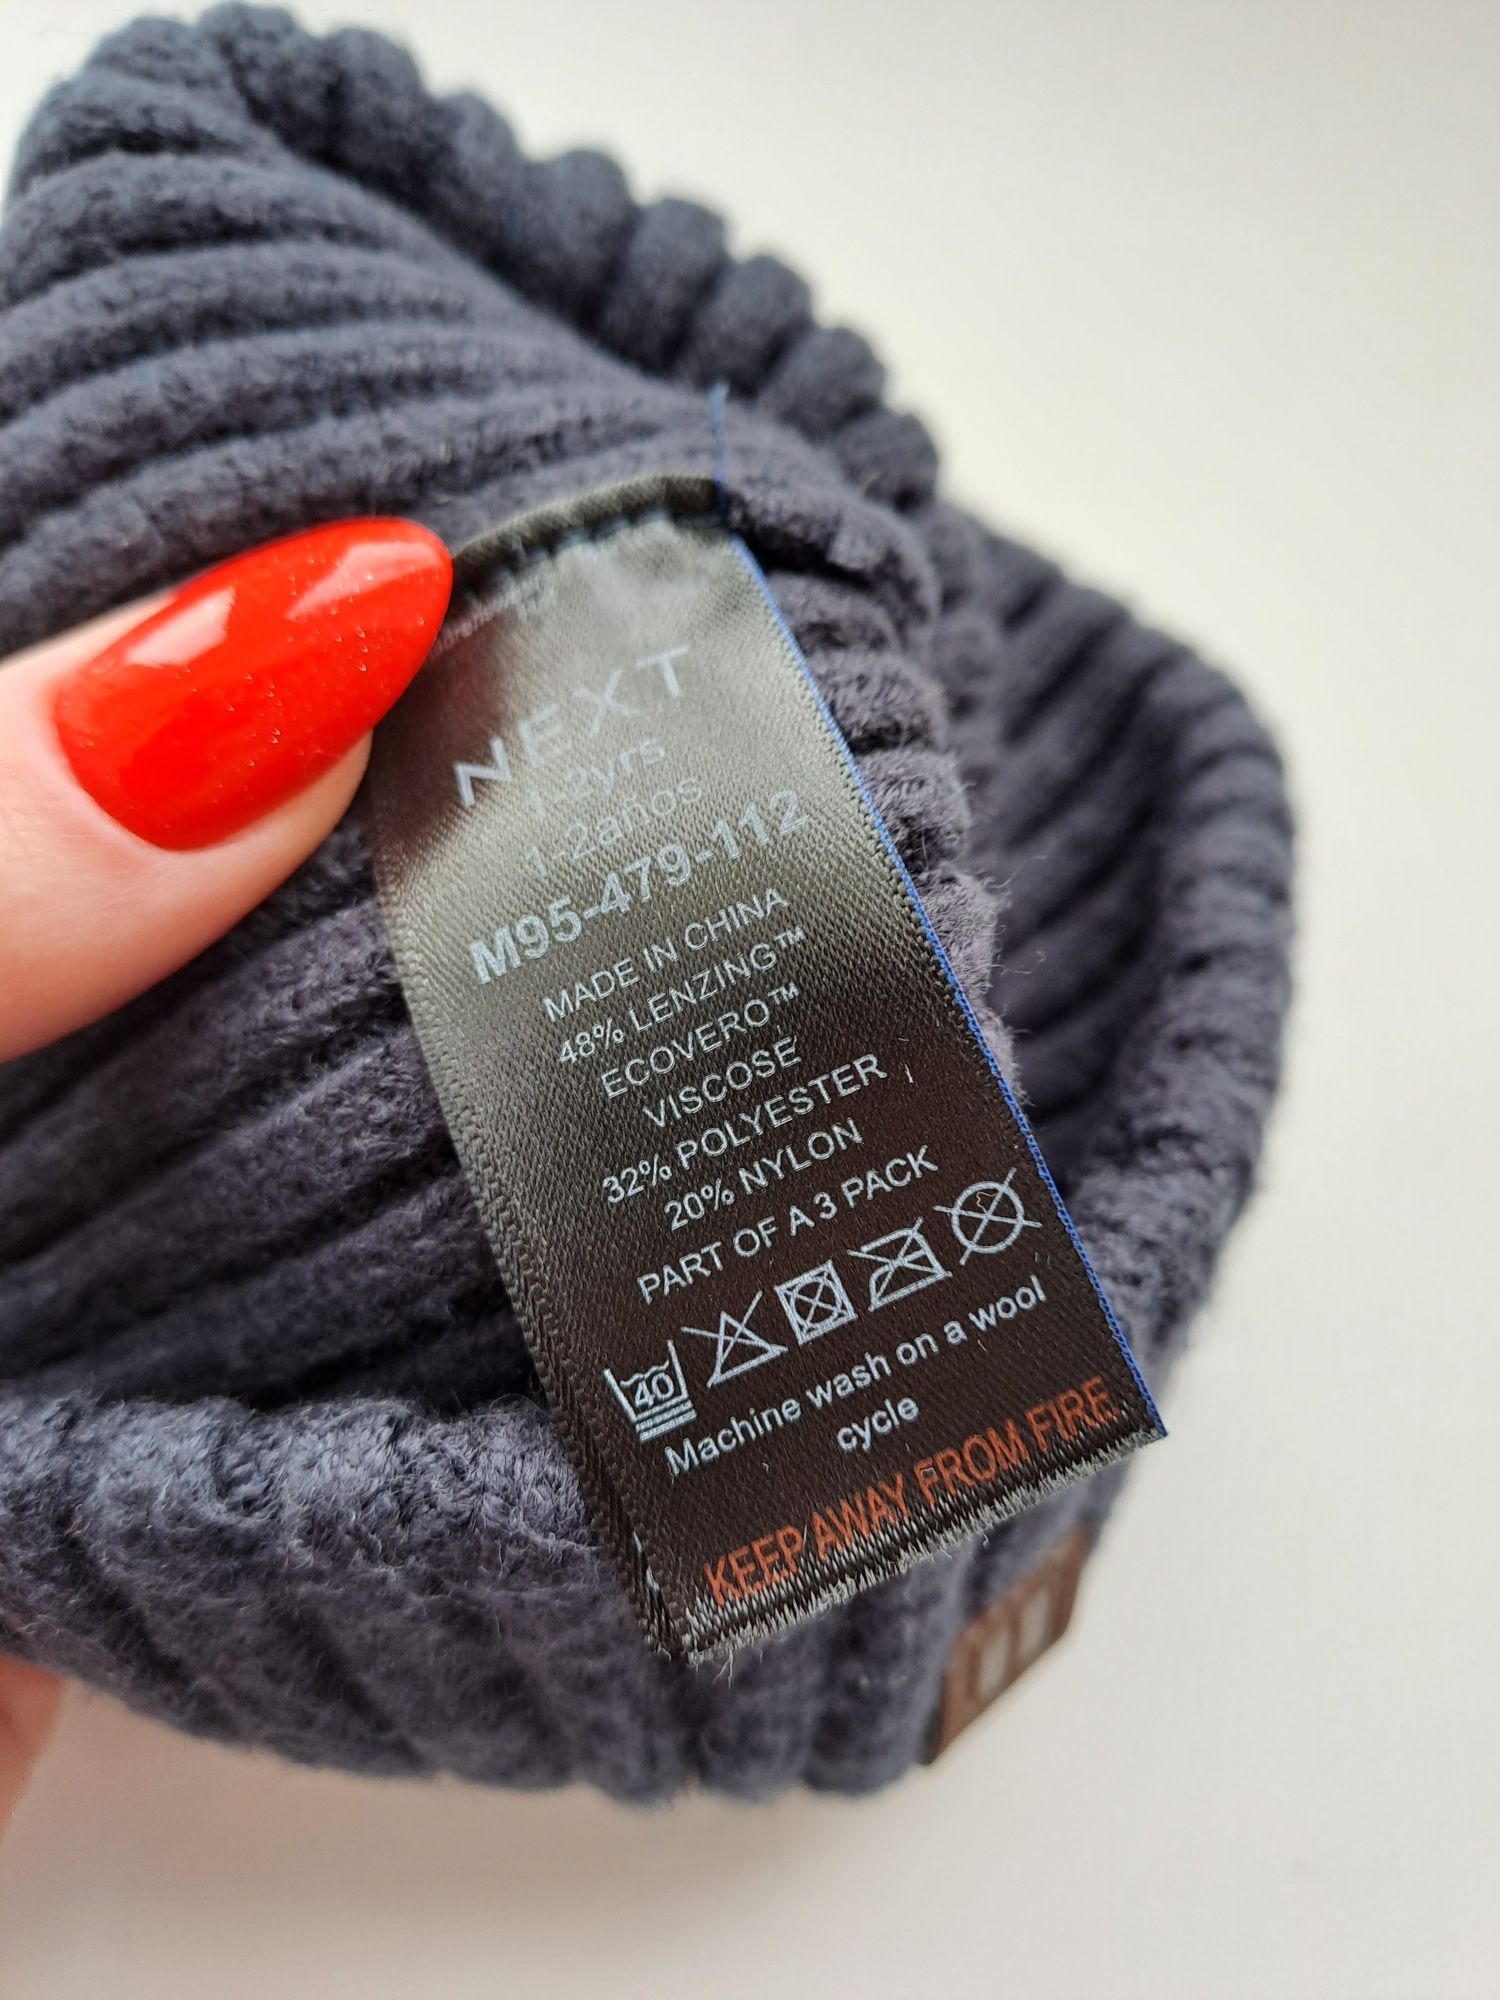 NEXT
1-2yrs
1-2años
M95-479-112
MADE IN CHINA
48% LENZING™
ECOVERO™
VISCOSE
32% POLYESTER
20% NYLON
PART OF A 3 PACK
40
Machine wash on a wool
cycle
KEEP AWAY FROM FIRE